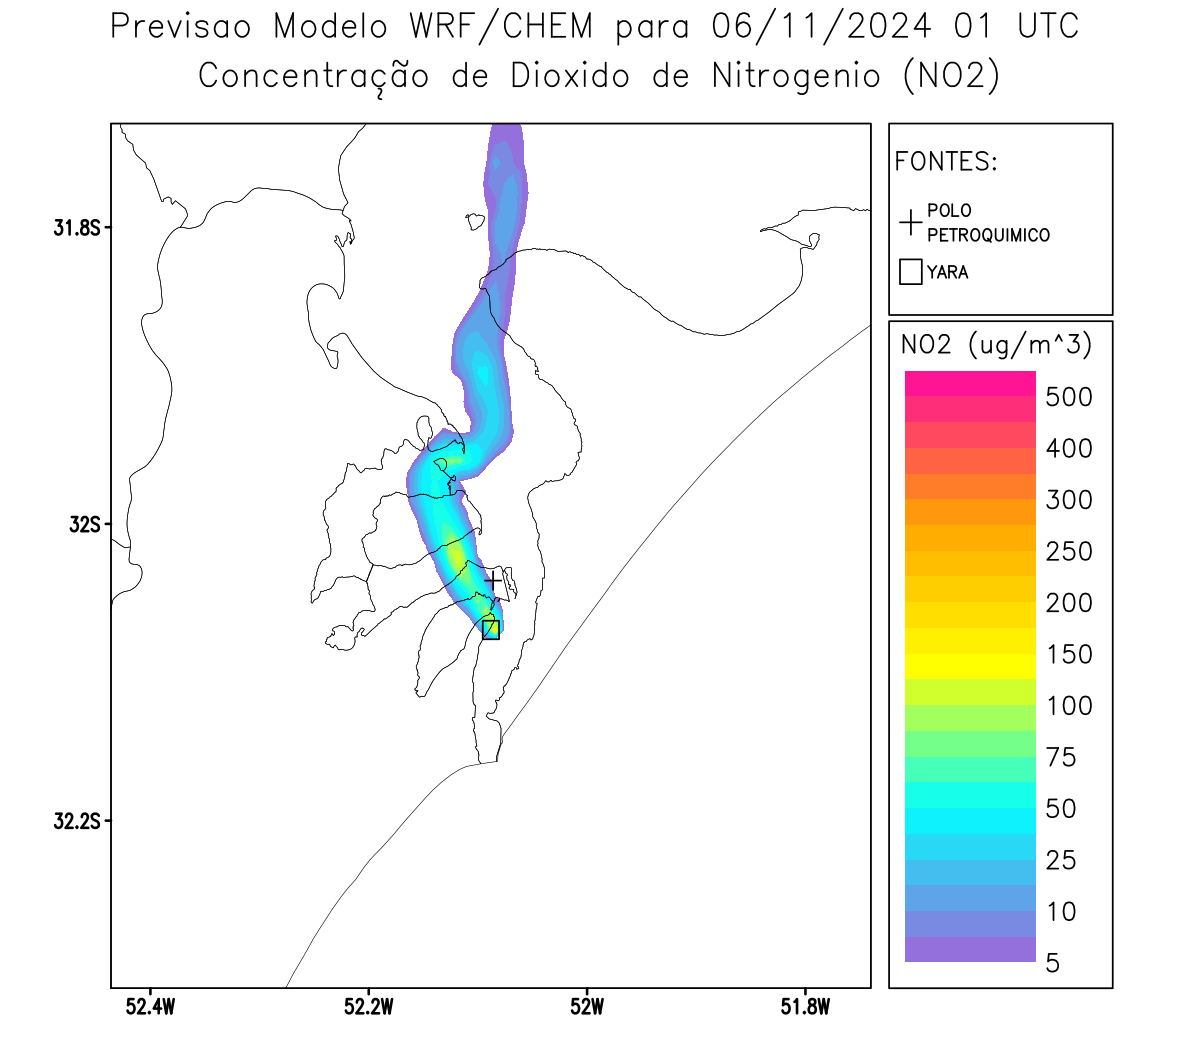 Previsao Modelo WRF/CHEM para 06/11/2024 01 UTC
Concentração de Dioxido de Nitrogenio (NO2)
FONTES:
POLO
PETROQUIMICO
YARA
NO2 (ug/m^3)
500
400
300
250
200
150
100
75
50
25
10
5
31.8S
32S
32.2S
52.4W
52.2W
52W
51.8W